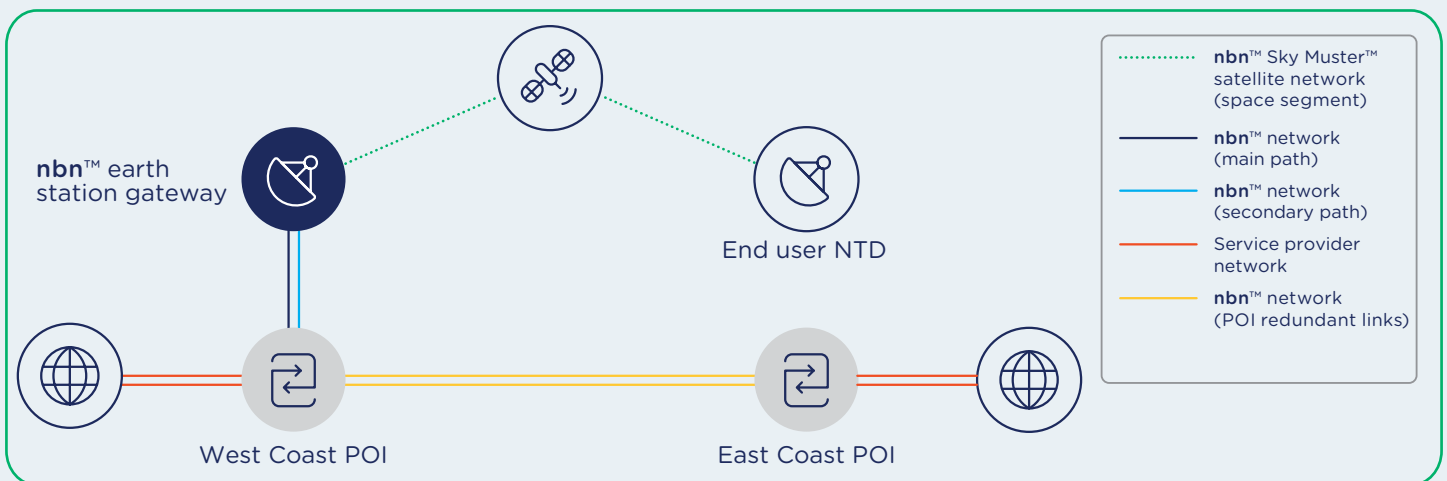 nbn™ earth
station gateway
End user NTD
West Coast POI
East Coast POI
nbn™ Sky Muster™
satellite network
(space segment)
nbn™ network
(main path)
nbn™ network
(secondary path)
Service provider
network
nbn™ network
(POI redundant links)